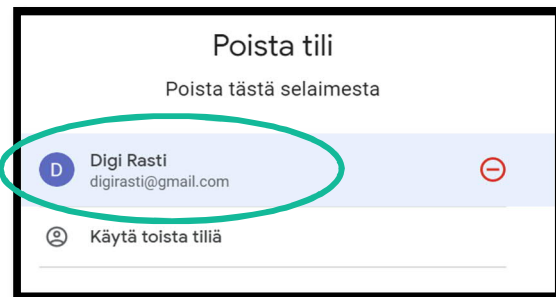 Poista tili
Poista tästä selaimesta
D
Digi Rasti
digirasti@gmail.com
Käytä toista tiliä